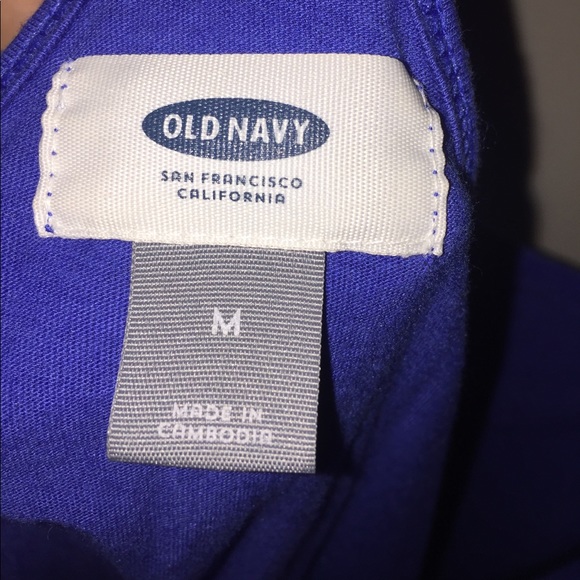 OLD NAVY
SAN FRANCISCO
CALIFORNIA
M
MADE IN
CAMBODIA